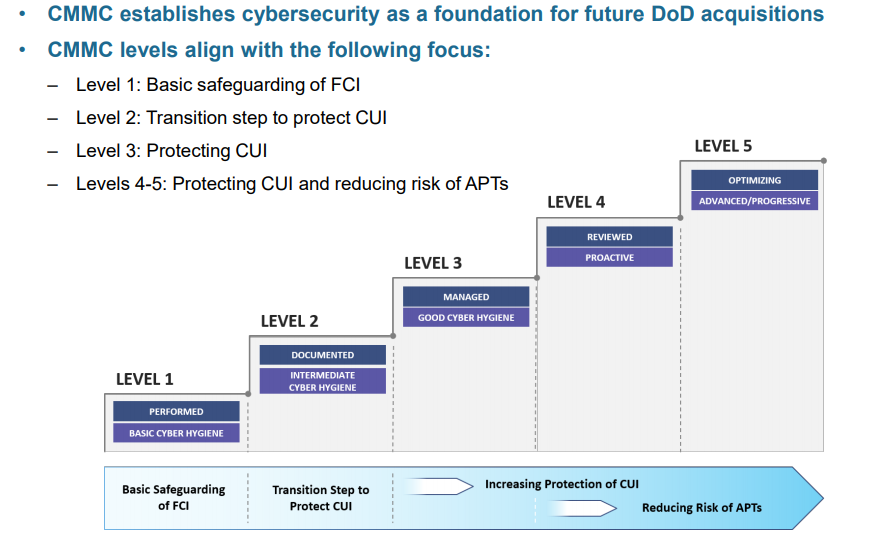 • CMMC establishes cybersecurity as a foundation for future DoD acquisitions
• CMMC levels align with the following focus:
– Level 1: Basic safeguarding of FCI
– Level 2: Transition step to protect CUI
– Level 3: Protecting CUI
– Levels 4-5: Protecting CUI and reducing risk of APTs
LEVEL 5
OPTIMIZING
ADVANCED/PROGRESSIVE
LEVEL 4
REVIEWED
PROACTIVE
LEVEL 3
MANAGED
GOOD CYBER HYGIENE
LEVEL 2
DOCUMENTED
INTERMEDIATE
CYBER HYGIENE
LEVEL 1
PERFORMED
BASIC CYBER HYGIENE
Basic Safeguarding
of FCI
Transition Step to
Protect CUI
Increasing Protection of CUI
Reducing Risk of APTs